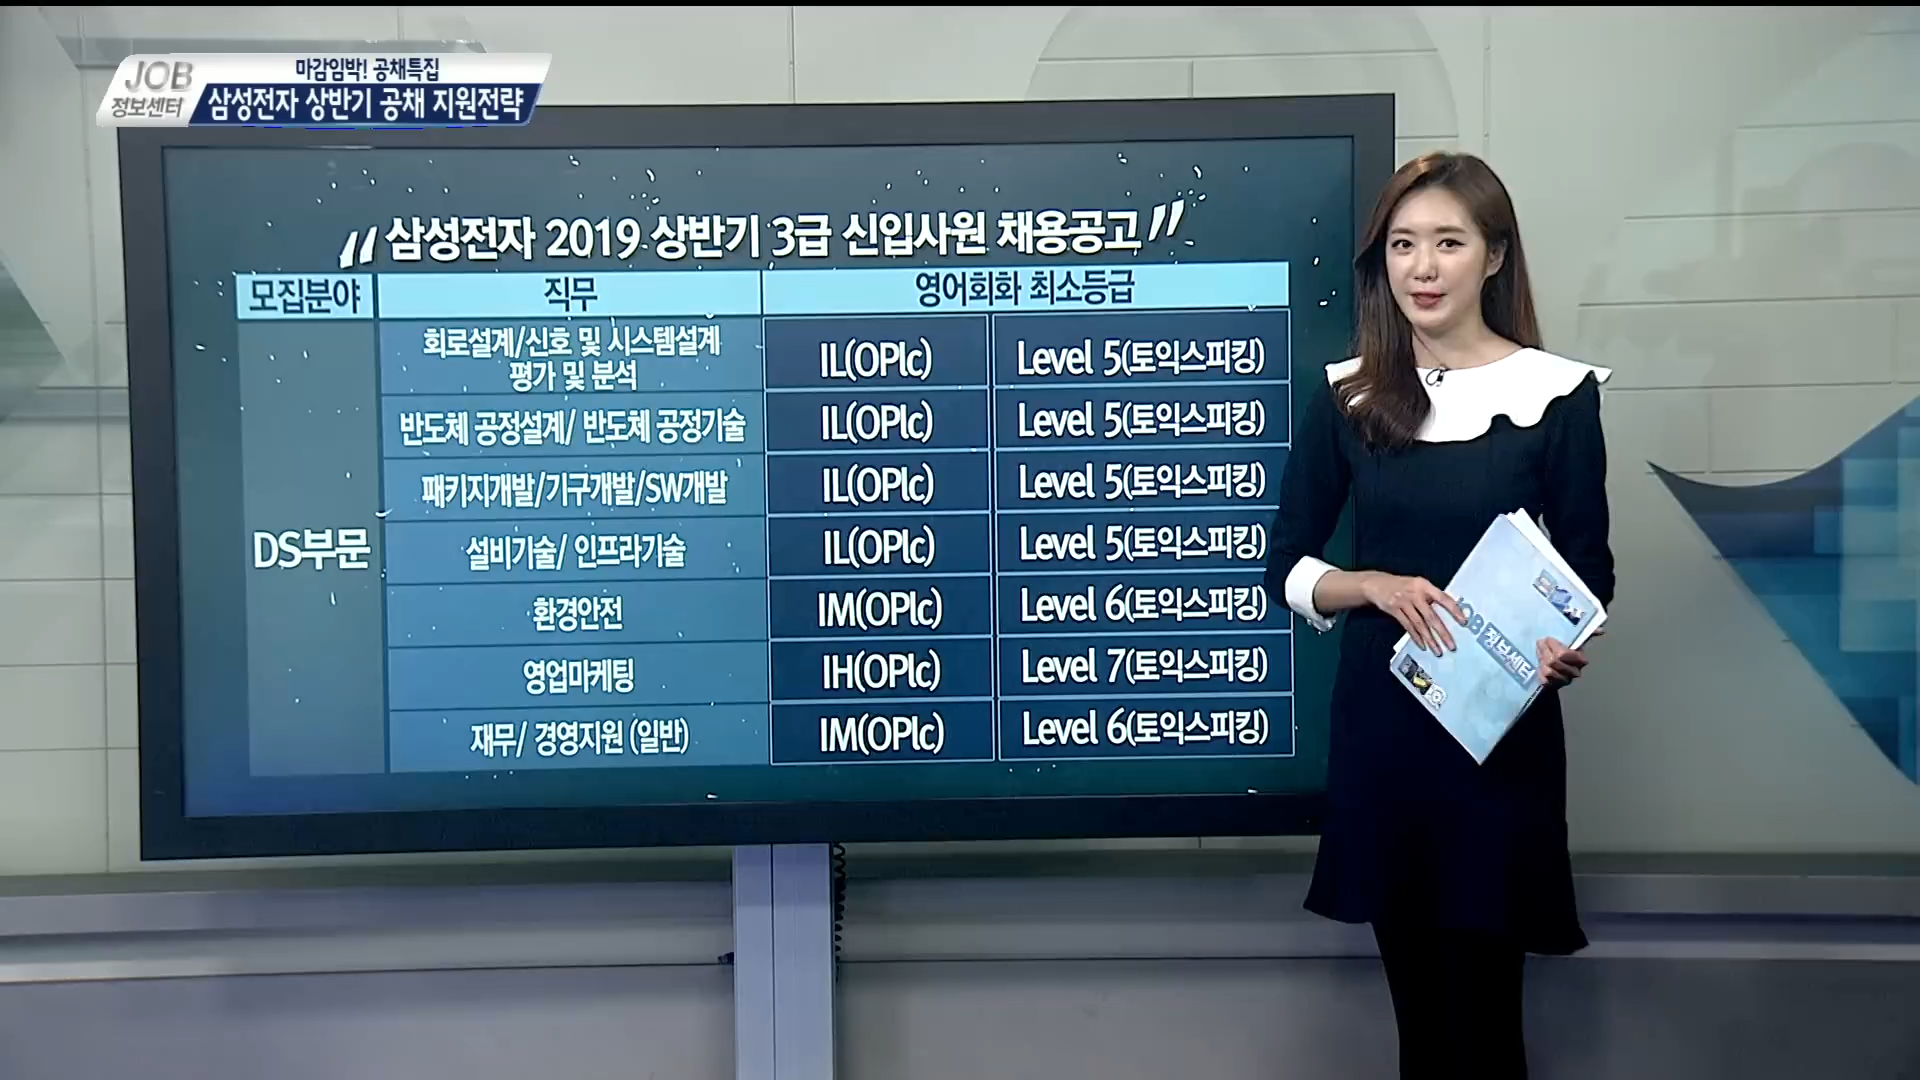 JOB
정보센터
마감임박! 공채특집
삼성전자 상반기 공채 지원전략
"삼성전자 2019 상반기 3급 신입사원 채용공고"
모집분야 직무 영어회화 최소등급
DS부문
회로설계/신호 및 시스템설계
평가 및 분석
IL(OPIc) Level 5(토익스피킹)
반도체 공정설계/ 반도체 공정기술 IL(OPIc) Level 5(토익스피킹)
패키지개발/기구개발/SW개발 IL(OPIc) Level 5(토익스피킹)
설비기술/ 인프라기술 IL(OPIc) Level 5(토익스피킹)
환경안전 IM(OPIc) Level 6(토익스피킹)
영업마케팅 IH(OPIc) Level 7(토익스피킹)
재무/ 경영지원 (일반) IM(OPIc) Level 6(토익스피킹)
JOB 정보센터